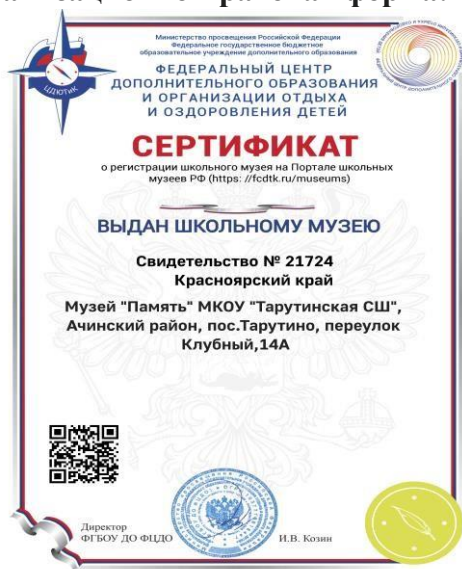 Министерство просвещения Российской Федерации
Федеральное государственное бюджетное
образовательное учреждение дополнительного образования
ФЕДЕРАЛЬНЫЙ ЦЕНТР
ДОПОЛНИТЕЛЬНОГО ОБРАЗОВАНИЯ
И ОРГАНИЗАЦИИ ОТДЫХА
И ОЗДОРОВЛЕНИЯ ДЕТЕЙ
ЦДЮТиК
СЕРТИФИКАТ
о регистрации школьного музея на Портале школьных
музеев РФ (https: //fcdtk.ru/museums)
ВЫДАН ШКОЛЬНОМУ МУЗЕЮ
Свидетельство № 21724
Красноярский край
Музей "Память" МКОУ "Тарутинская СШ",
Ачинский район, пос.Тарутино, переулок
Клубный,14А
Директор
ФГБОУ ДО ФЦДО
И.В. Козин